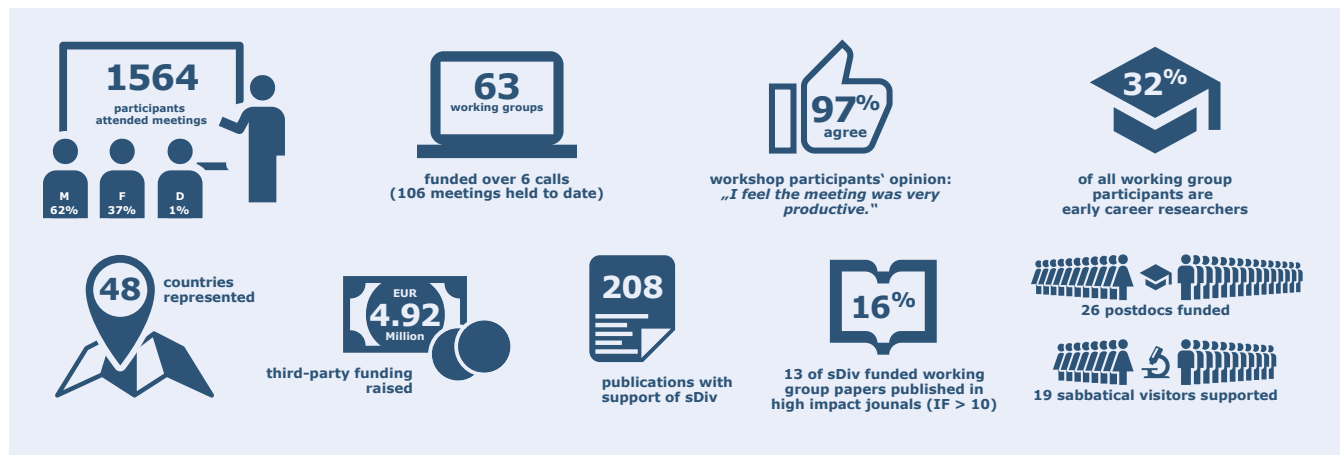 1564
participants
attended meetings
M
62%
F
37%
D
1%
63
working groups
funded over 6 calls
(106 meetings held to date)
97%
agree
workshop participants‘ opinion:
„I feel the meeting was very
productive.“
32%
of all working group
participants are
early career researchers
48
countries
represented
EUR
4.92
Million
third-party funding
raised
208
publications with
support of sDiv
16%
13 of sDiv funded working
group papers published in
high impact jounals (IF > 10)
26 postdocs funded
19 sabbatical visitors supported